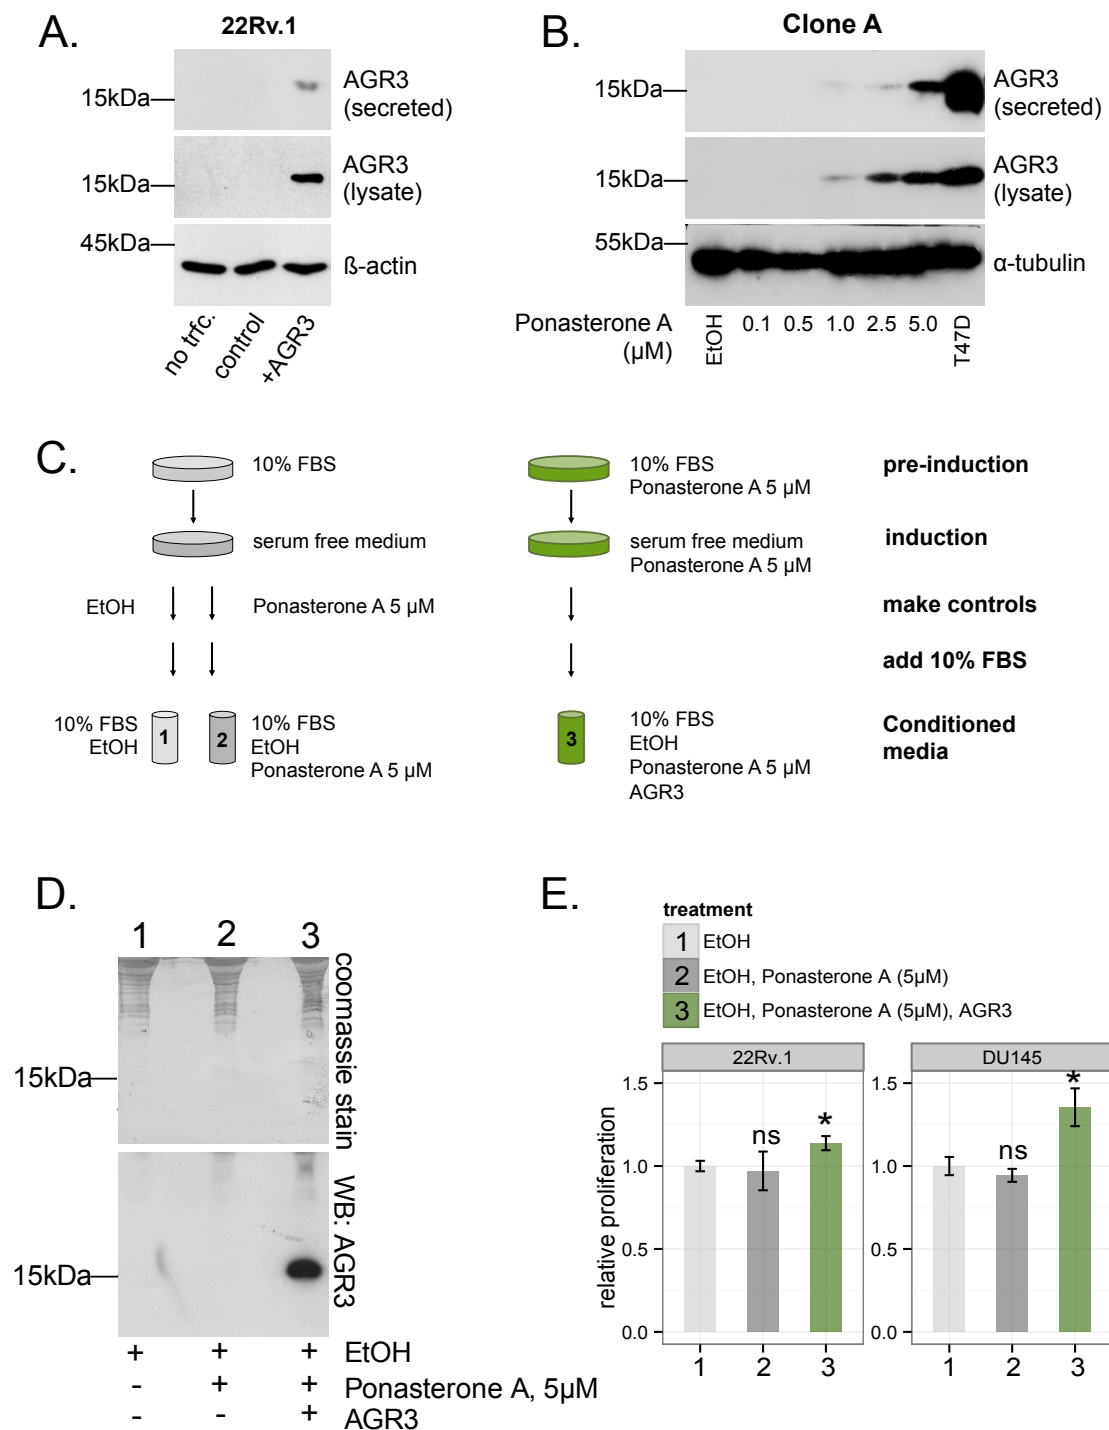 A.
22Rv.1
15kDa
AGR3
(secreted)
15kDa
AGR3
(lysate)
45kDa
ß-actin
no trfc.
control
+AGR3
B.
Clone A
15kDa
AGR3
(secreted)
15kDa
AGR3
(lysate)
55kDa
α-tubulin
Ponasterone A
(µM)
EtOH
0.1
0.5
1.0
2.5
5.0
T47D
C.
10% FBS
10% FBS
Ponasterone A 5 µM
pre-induction
serum free medium
serum free medium
Ponasterone A 5 µM
induction
EtOH
Ponasterone A 5 µM
make controls
add 10% FBS
10% FBS
EtOH
1
2
10% FBS
EtOH
Ponasterone A 5 µM
3
10% FBS
EtOH
Ponasterone A 5 µM
AGR3
Conditioned
media
D.
1 2 3
coomassie stain
15kDa
WB: AGR3
15kDa
+ + + EtOH
- + + Ponasterone A, 5µM
- - + AGR3
E.
treatment
1 EtOH
2 EtOH, Ponasterone A (5µM)
3 EtOH, Ponasterone A (5µM), AGR3
relative proliferation
22Rv.1
1.5
1.0
0.5
0.0
ns
*
1 2 3
DU145
1.5
1.0
0.5
0.0
ns
*
1 2 3